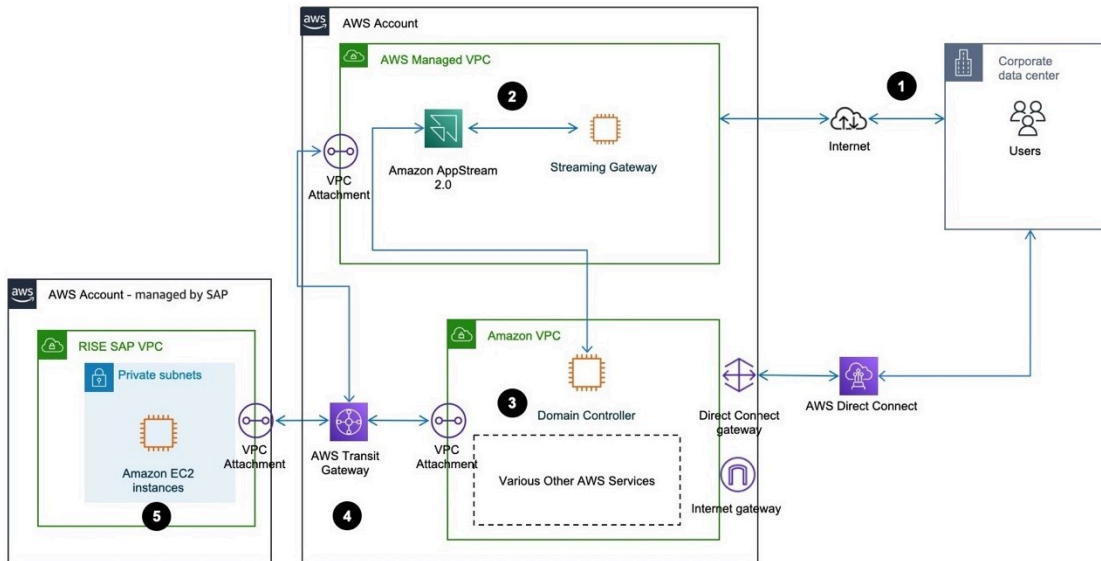 aws
AWS Account
AWS Managed VPC
2
Amazon AppStream
2.0
Streaming Gateway
VPC
Attachment
1
Internet
Corporate
data center
Users
aws
AWS Account - managed by SAP
RISE SAP VPC
Private subnets
Amazon EC2
instances
5
VPC
Attachment
AWS Transit
Gateway
4
VPC
Attachment
Amazon VPC
3
Domain Controller
Various Other AWS Services
Direct Connect
gateway
Internet gateway
AWS Direct Connect